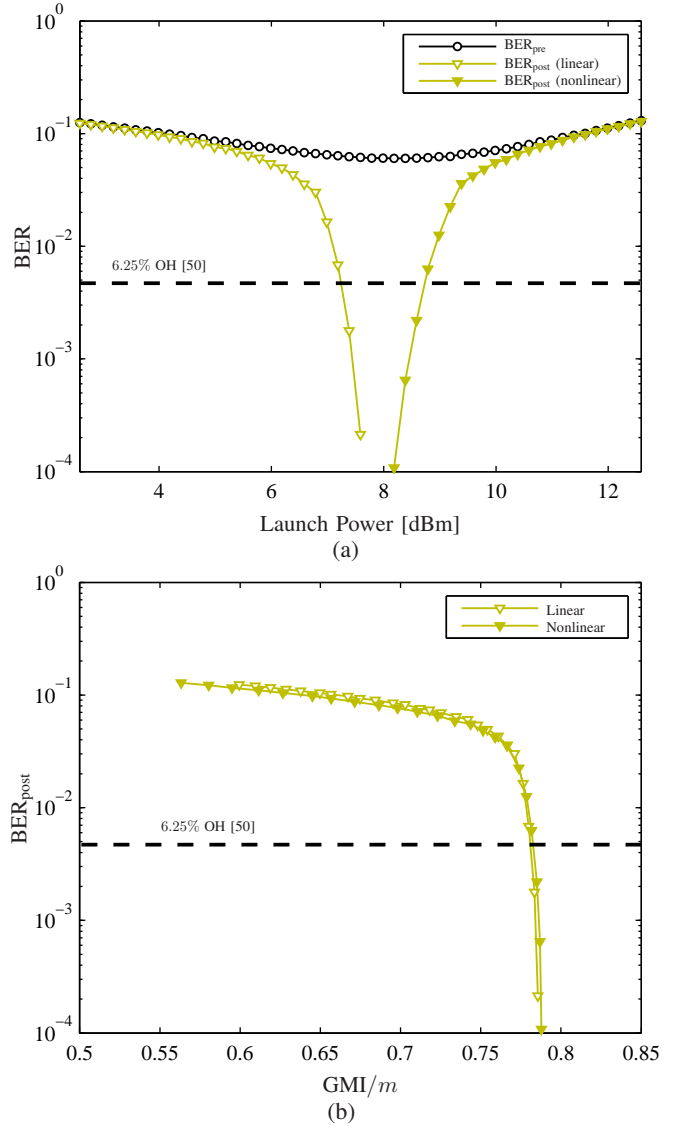 10^0
BER_pre
BER_post (linear)
BER_post (nonlinear)
10^−1
10^−2
6.25% OH [50]
10^−3
10^−4
BER
4 6 8 10 12
Launch Power [dBm]
(a)
10^0
Linear
Nonlinear
10^−1
10^−2
6.25% OH [50]
10^−3
10^−4
BER_post
0.5 0.55 0.6 0.65 0.7 0.75 0.8 0.85
GMI/m
(b)